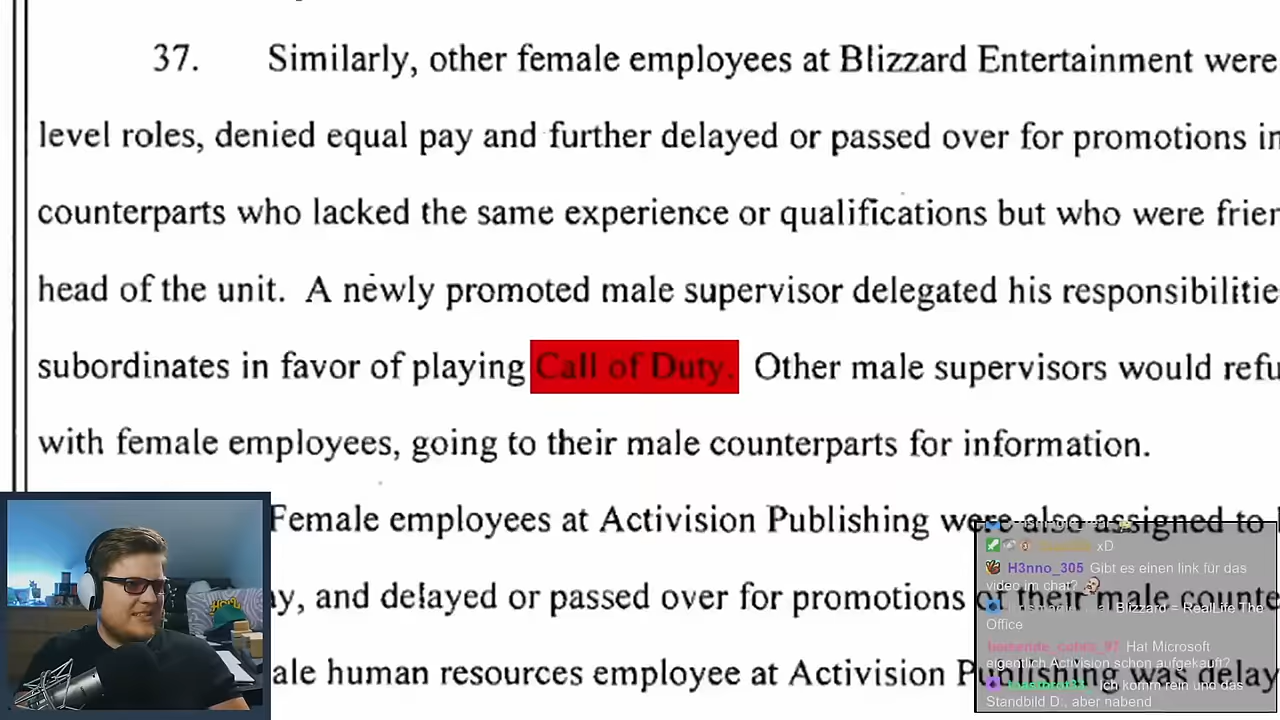 37. Similarly, other female employees at Blizzard Entertainment were
level roles, denied equal pay and further delayed or passed over for promotions in
counterparts who lacked the same experience or qualifications but who were frien
head of the unit. A newly promoted male supervisor delegated his responsibilitie
subordinates in favor of playing Call of Duty. Other male supervisors would refu
with female employees, going to their male counterparts for information.
Female employees at Activision Publishing were also assigned to
ay, and delayed or passed over for promotions of their male counte
ale human resources employee at Activision Publishing was delay
xD
H3nno_305 Gibt es einen link für das
video im chat?
Blizzard = RealLife The
Office
Hat Microsoft
eigentlich Activision schon aufgekauft?
ich komm rein und das
Standbild D:, aber nabend